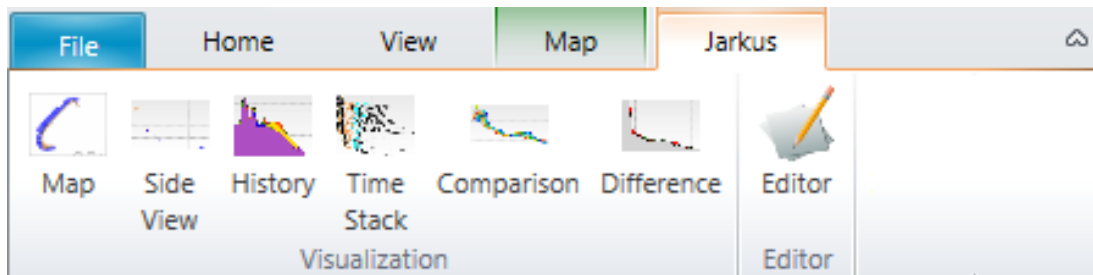 File Home View Map Jarkus
Map Side View History Time Stack Comparison Difference Editor
Visualization Editor